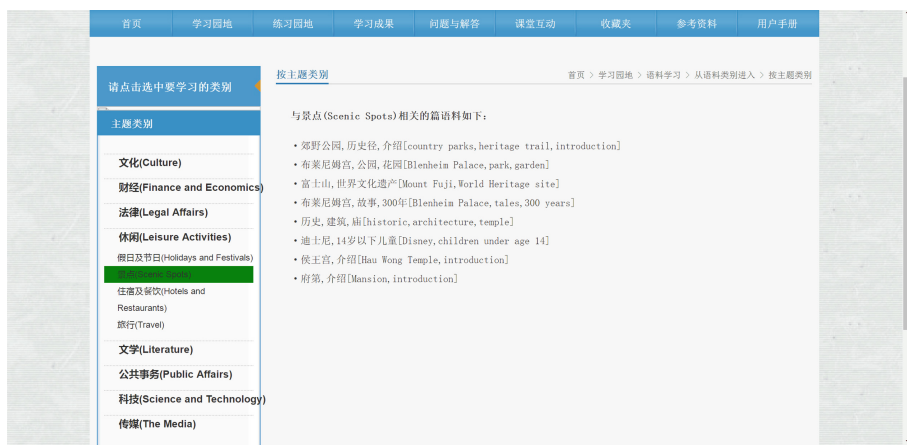 首页 学习园地 练习园地 学习成果 问题与解答 课堂互动 收藏夹 参考资料 用户手册
请点击选中要学习的类别
主题类别
文化(Culture)
财经(Finance and Economics)
法律(Legal Affairs)
休闲(Leisure Activities)
假日及节日(Holidays and Festivals)
景点(Scenic Spots)
住宿及餐饮(Hotels and
Restaurants)
旅行(Travel)
文学(Literature)
公共事务(Public Affairs)
科技(Science and Technology)
传媒(The Media)
按主题类别
首页 > 学习园地 > 语料学习 > 从语料类别进入 > 按主题类别
与景点(Scenic Spots)相关的篇语料如下:
•郊野公园,历史径,介绍[country parks,heritage trail,introduction]
•布莱尼姆宫,公园,花园[Blenheim Palace,park,garden]
•富士山,世界文化遗产[Mount Fuji,World Heritage site]
•布莱尼姆宫,故事,300年[Blenheim Palace,tales,300 years]
•历史,建筑,庙[historic,architecture,temple]
•迪士尼,14岁以下儿童[Disney,children under age 14]
•侯王宫,介绍[Hau Wong Temple,introduction]
•府第,介绍[Mansion,introduction]